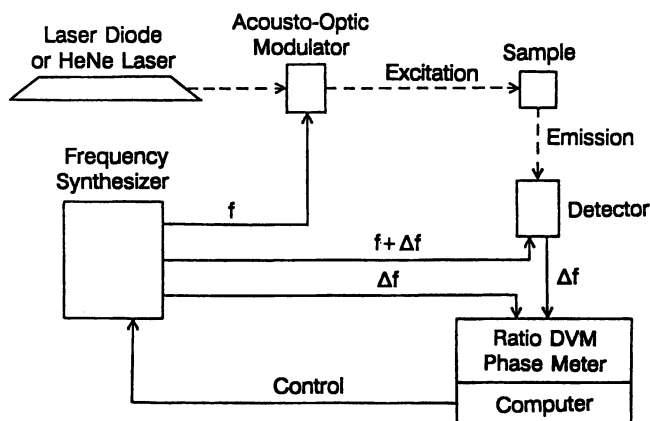 Laser Diode
or HeNe Laser
Acousto-Optic
Modulator
Sample
Excitation
Emission
Frequency
Synthesizer
f
Detector
f + Δf
Δf
Δf
Ratio DVM
Phase Meter
Control
Computer